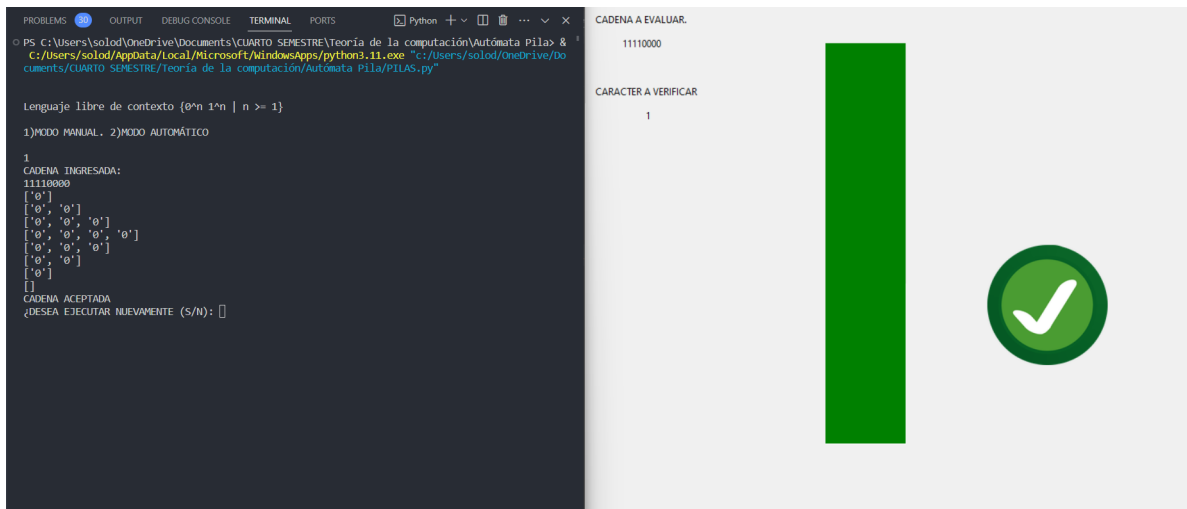 PROBLEMS 30 OUTPUT DEBUG CONSOLE TERMINAL PORTS Python
PS C:\Users\solod\OneDrive\Documents\CUARTO SEMESTRE\Teoría de la computación\Autómata Pila> &
C:/Users/solod/AppData/Local/Microsoft/WindowsApps/python3.11.exe "c:/Users/solod/OneDrive/Do
cuments/CUARTO SEMESTRE/Teoría de la computación/Autómata Pila/PILAS.py"
Lenguaje libre de contexto {0^n 1^n | n >= 1}
1)MODO MANUAL. 2)MODO AUTOMÁTICO
1
CADENA INGRESADA:
11110000
['0']
['0', '0']
['0', '0', '0']
['0', '0', '0', '0']
['0', '0', '0']
['0', '0']
['0']
[]
CADENA ACEPTADA
¿DESEA EJECUTAR NUEVAMENTE (S/N):
CADENA A EVALUAR.
11110000
CARACTER A VERIFICAR
1